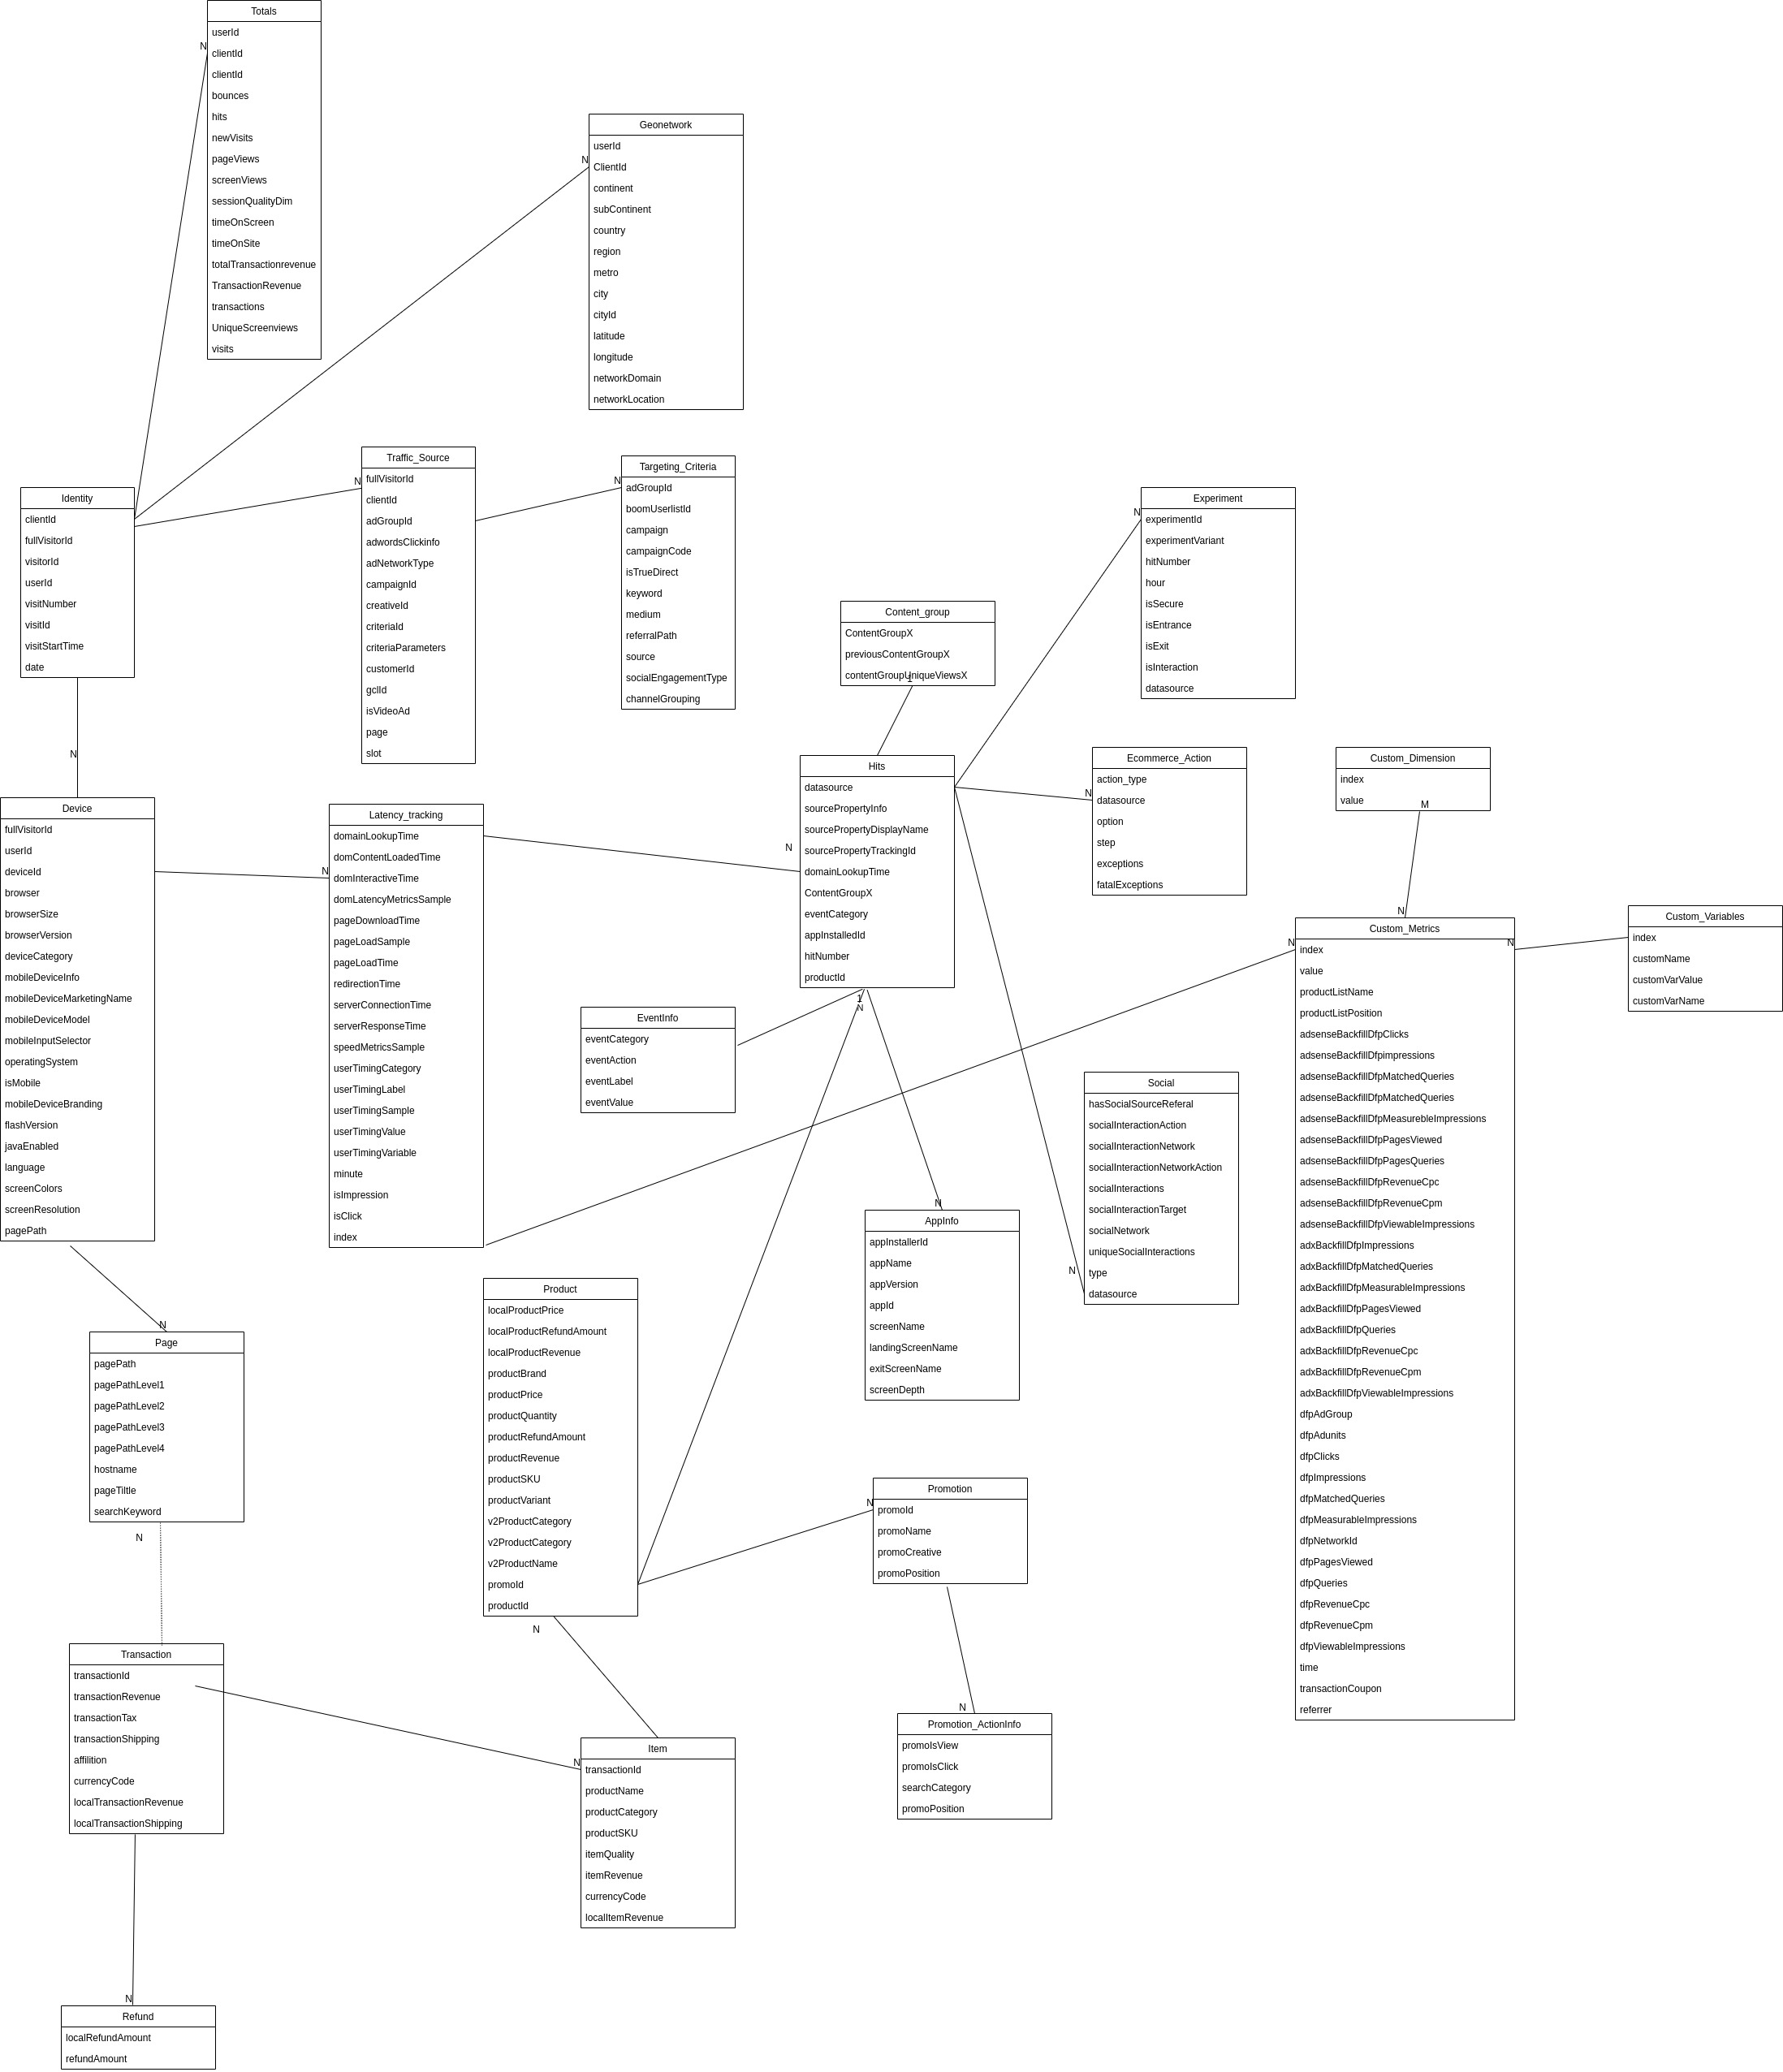 Totals
userId
N
clientId
clientId
bounces
hits
newVisits
pageViews
screenViews
sessionQualityDim
timeOnScreen
timeOnSite
totalTransactionrevenue
TransactionRevenue
transactions
UniqueScreenviews
visits
Geonetwork
userId
N
ClientId
continent
subContinent
country
region
metro
city
cityId
latitude
longitude
networkDomain
networkLocation
Identity
clientId
fullVisitorId
visitorId
userId
visitNumber
visitId
visitStartTime
date
N
Traffic_Source
fullVisitorId
N
clientId
adGroupId
adwordsClickinfo
adNetworkType
campaignId
creativeId
criteriaId
criteriaParameters
customerId
gclId
isVideoAd
page
slot
Targeting_Criteria
N
adGroupId
boomUserlistId
campaign
campaignCode
isTrueDirect
keyword
medium
referralPath
source
socialEngagementType
channelGrouping
Content_group
ContentGroupX
previousContentGroupX
contentGroupUniqueViewsX
1
Experiment
N
experimentId
experimentVariant
hitNumber
hour
isSecure
isEntrance
isExit
isInteraction
datasource
Device
fullVisitorId
userId
deviceId
browser
browserSize
browserVersion
deviceCategory
mobileDeviceInfo
mobileDeviceMarketingName
mobileDeviceModel
mobileInputSelector
operatingSystem
isMobile
mobileDeviceBranding
flashVersion
javaEnabled
language
screenColors
screenResolution
pagePath
Latency_tracking
domainLookupTime
domContentLoadedTime
N
domInteractiveTime
domLatencyMetricsSample
pageDownloadTime
pageLoadSample
pageLoadTime
redirectionTime
serverConnectionTime
serverResponseTime
speedMetricsSample
userTimingCategory
userTimingLabel
userTimingSample
userTimingValue
userTimingVariable
minute
isImpression
isClick
index
Hits
datasource
sourcePropertyInfo
sourcePropertyDisplayName
sourcePropertyTrackingId
N
domainLookupTime
ContentGroupX
eventCategory
appInstalledId
hitNumber
productId
1
N
Ecommerce_Action
action_type
N
datasource
option
step
exceptions
fatalExceptions
Custom_Dimension
index
value
M
Custom_Variables
index
customName
customVarValue
customVarName
N
Custom_Metrics
N
N
index
value
productListName
productListPosition
adsenseBackfillDfpClicks
adsenseBackfillDfpimpressions
adsenseBackfillDfpMatchedQueries
adsenseBackfillDfpMatchedQueries
adsenseBackfillDfpMeasurebleImpressions
adsenseBackfillDfpPagesViewed
adsenseBackfillDfpPagesQueries
adsenseBackfillDfpRevenueCpc
adsenseBackfillDfpRevenueCpm
adsenseBackfillDfpViewableImpressions
adxBackfillDfpImpressions
adxBackfillDfpMatchedQueries
adxBackfillDfpMeasurableImpressions
adxBackfillDfpPagesViewed
adxBackfillDfpQueries
adxBackfillDfpRevenueCpc
adxBackfillDfpRevenueCpm
adxBackfillDfpViewableImpressions
dfpAdGroup
dfpAdunits
dfpClicks
dfpImpressions
dfpMatchedQueries
dfpMeasurableImpressions
dfpNetworkId
dfpPagesViewed
dfpQueries
dfpRevenueCpc
dfpRevenueCpm
dfpViewableImpressions
time
transactionCoupon
referrer
EventInfo
eventCategory
eventAction
eventLabel
eventValue
Social
hasSocialSourceReferal
socialInteractionAction
socialInteractionNetwork
socialInteractionNetworkAction
socialInteractions
socialInteractionTarget
socialNetwork
uniqueSocialInteractions
N
type
datasource
N
AppInfo
appInstallerId
appName
appVersion
appId
screenName
landingScreenName
exitScreenName
screenDepth
Product
localProductPrice
localProductRefundAmount
localProductRevenue
productBrand
productPrice
productQuantity
productRefundAmount
productRevenue
productSKU
productVariant
v2ProductCategory
v2ProductCategory
v2ProductName
promoId
productId
N
N
Page
pagePath
pagePathLevel1
pagePathLevel2
pagePathLevel3
pagePathLevel4
hostname
pageTiltle
searchKeyword
N
Promotion
N
promoId
promoName
promoCreative
promoPosition
Transaction
transactionId
transactionRevenue
transactionTax
transactionShipping
affilition
currencyCode
localTransactionRevenue
localTransactionShipping
N
Promotion_ActionInfo
promoIsView
promoIsClick
searchCategory
promoPosition
Item
N
transactionId
productName
productCategory
productSKU
itemQuality
itemRevenue
currencyCode
localItemRevenue
N
Refund
localRefundAmount
refundAmount